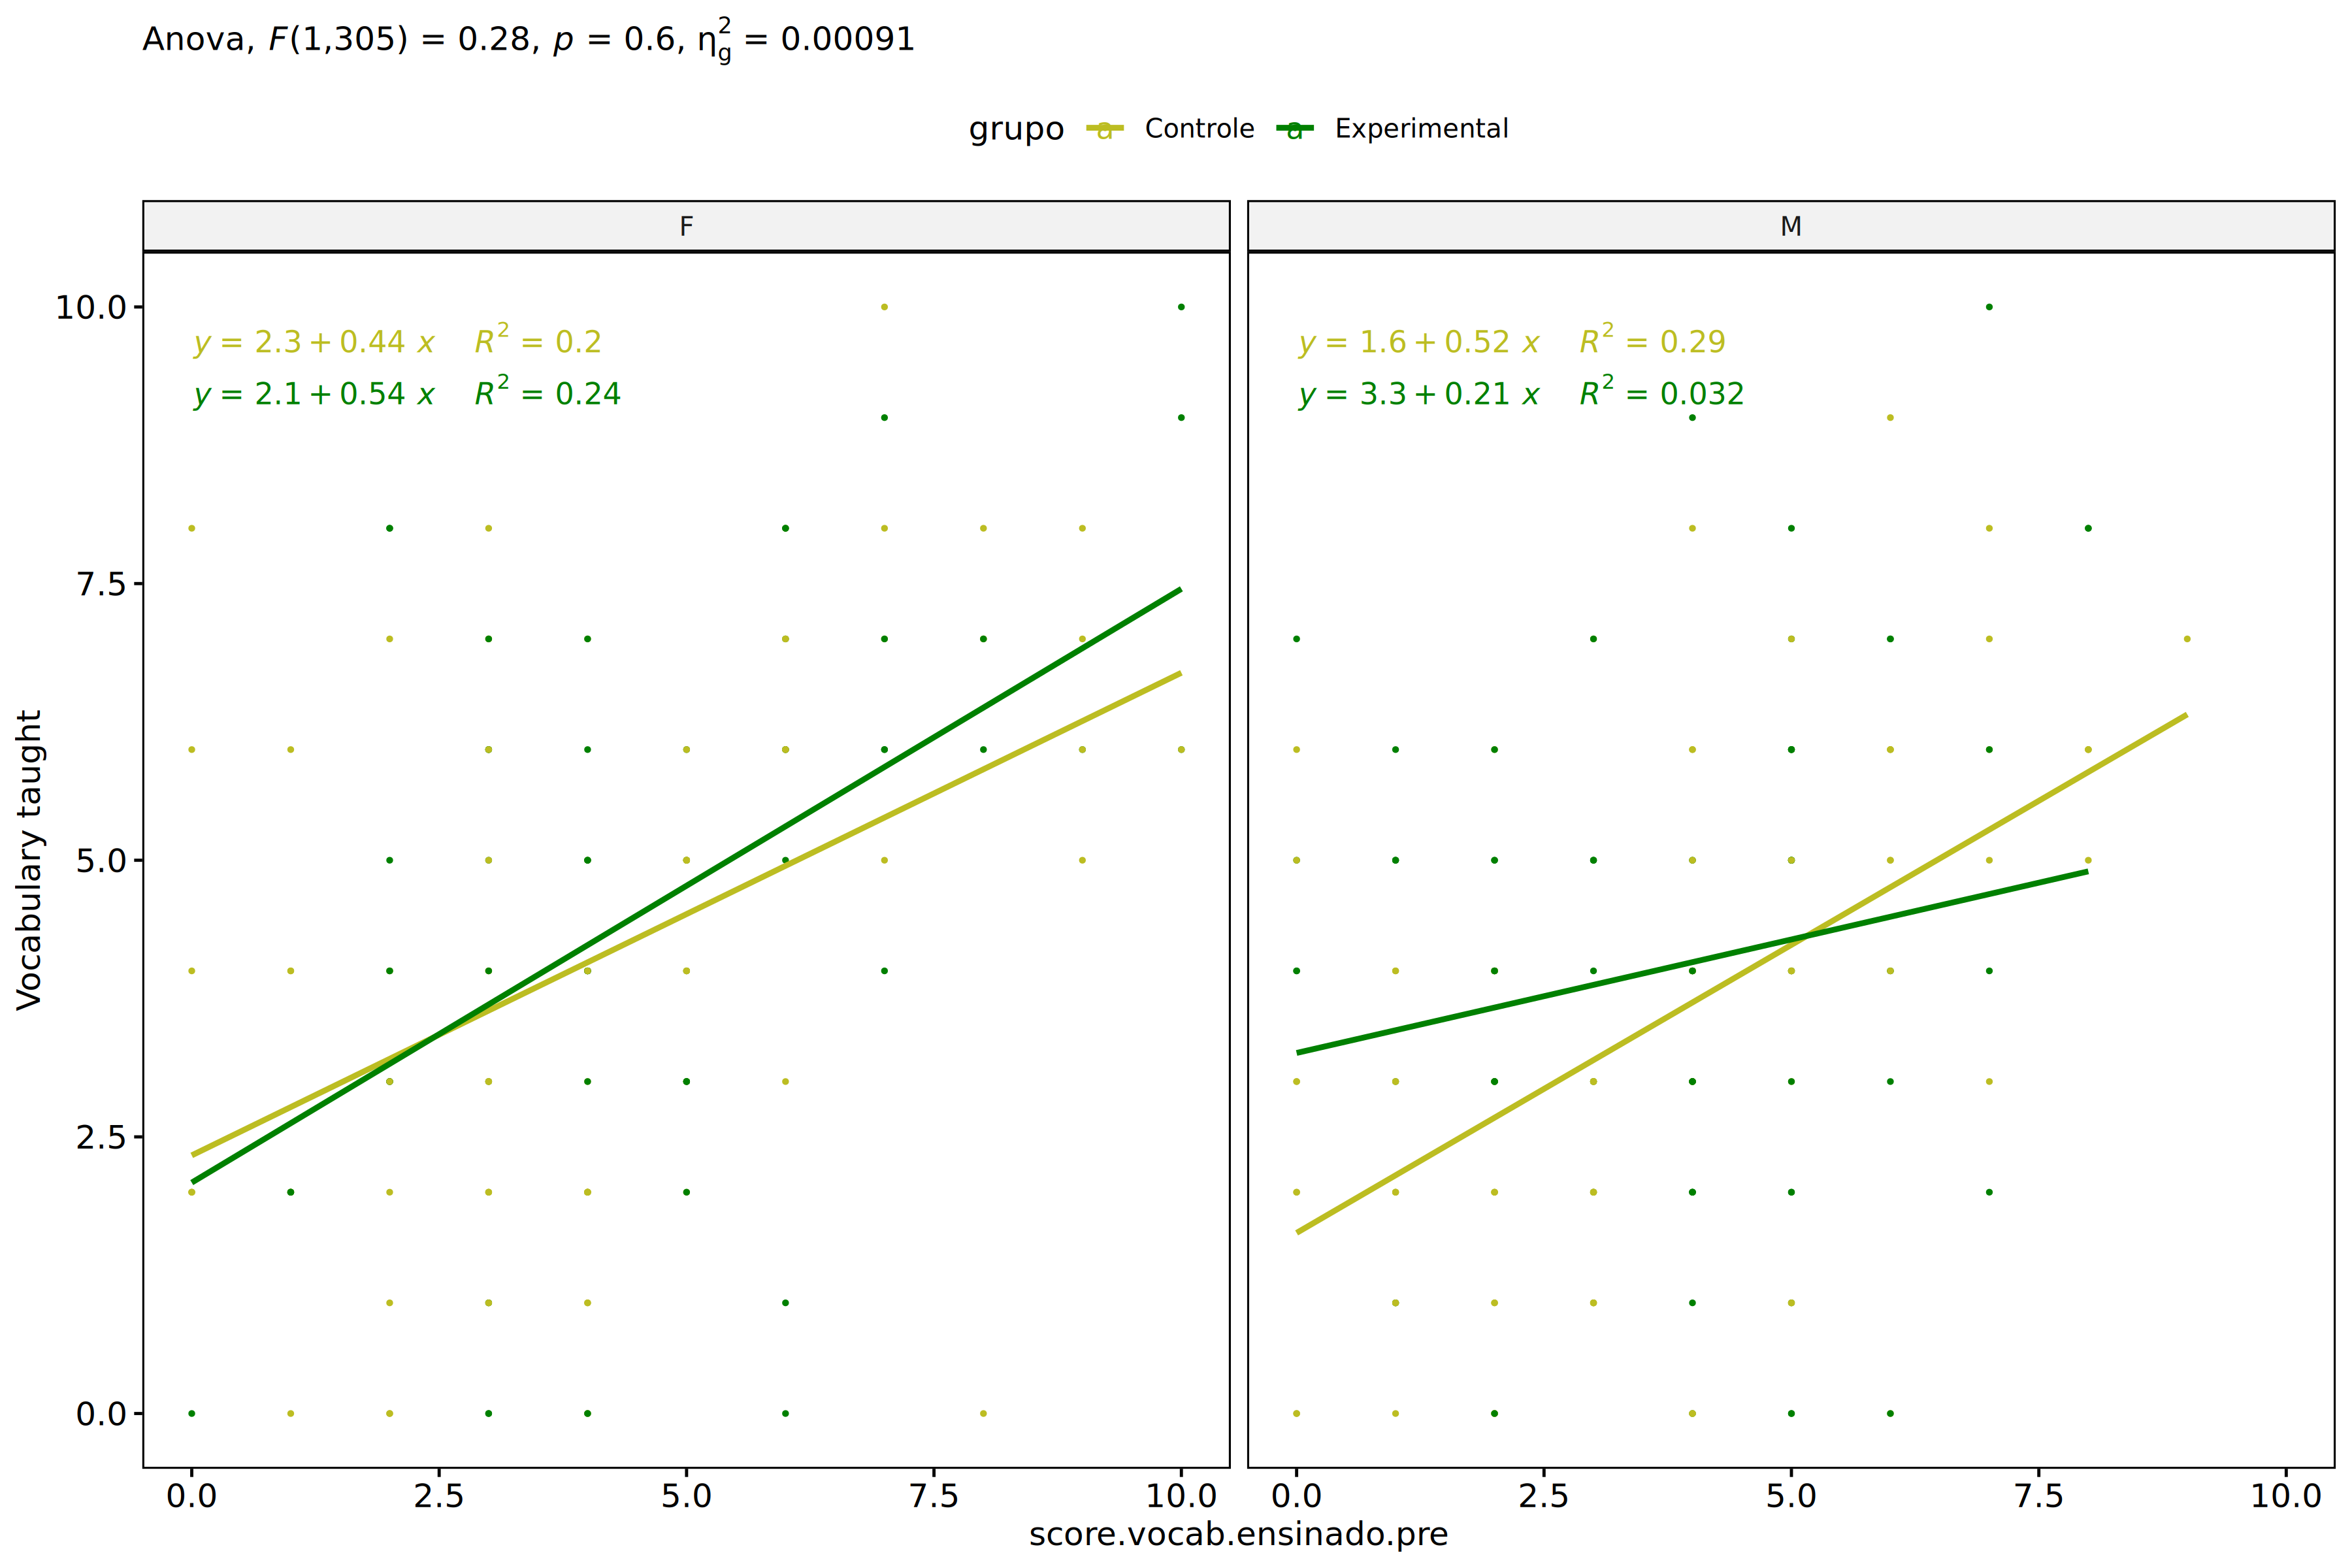 Anova, F(1,305) = 0.28, p = 0.6, η²g = 0.00091
grupo a Controle a Experimental
F
M
y = 2.3 + 0.44 x R² = 0.2
y = 2.1 + 0.54 x R² = 0.24
y = 1.6 + 0.52 x R² = 0.29
y = 3.3 + 0.21 x R² = 0.032
Vocabulary taught
10.0
7.5
5.0
2.5
0.0
0.0 2.5 5.0 7.5 10.0
0.0 2.5 5.0 7.5 10.0
score.vocab.ensinado.pre